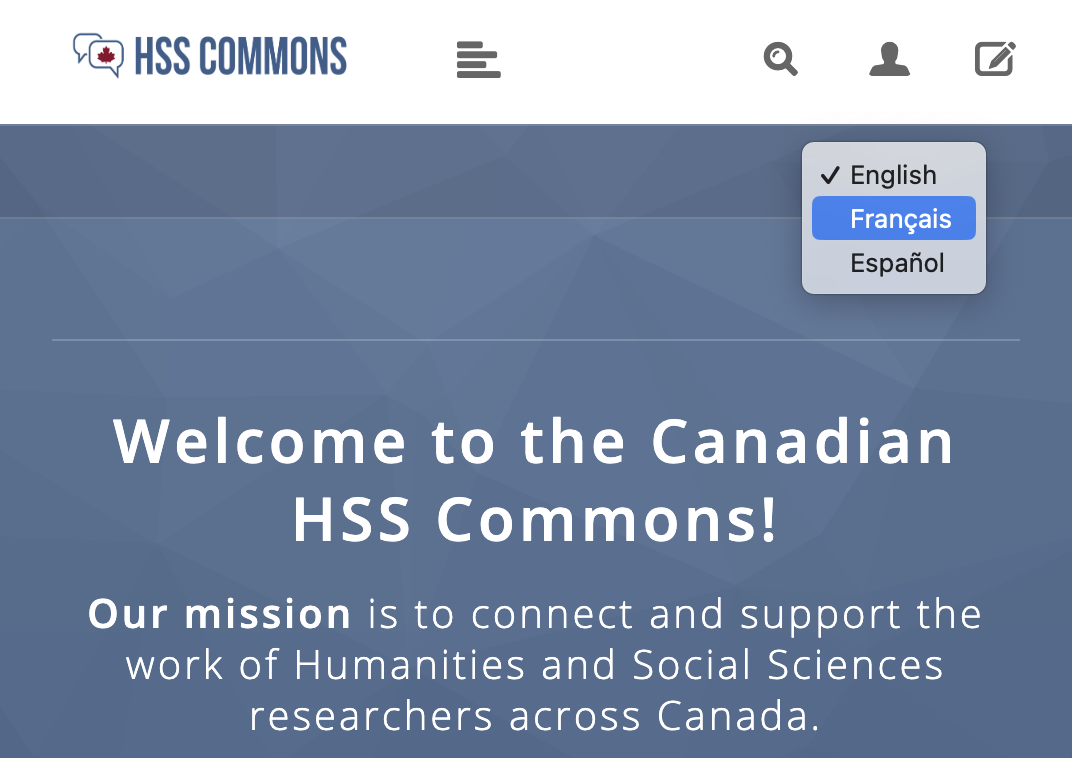 HSS COMMONS
✓ English
Français
Español
Welcome to the Canadian
HSS Commons!
Our mission is to connect and support the
work of Humanities and Social Sciences
researchers across Canada.